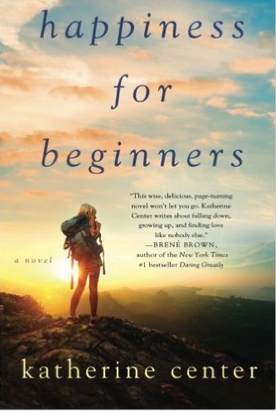 happiness
for
beginners
"This wise, delicious, page-turning
novel won't let you go. Katherine
Center writes about falling down,
growing up, and finding love
like nobody else."
—BRENÉ BROWN,
author of the New York Times
#1 bestseller Daring Greatly
a novel
katherine center